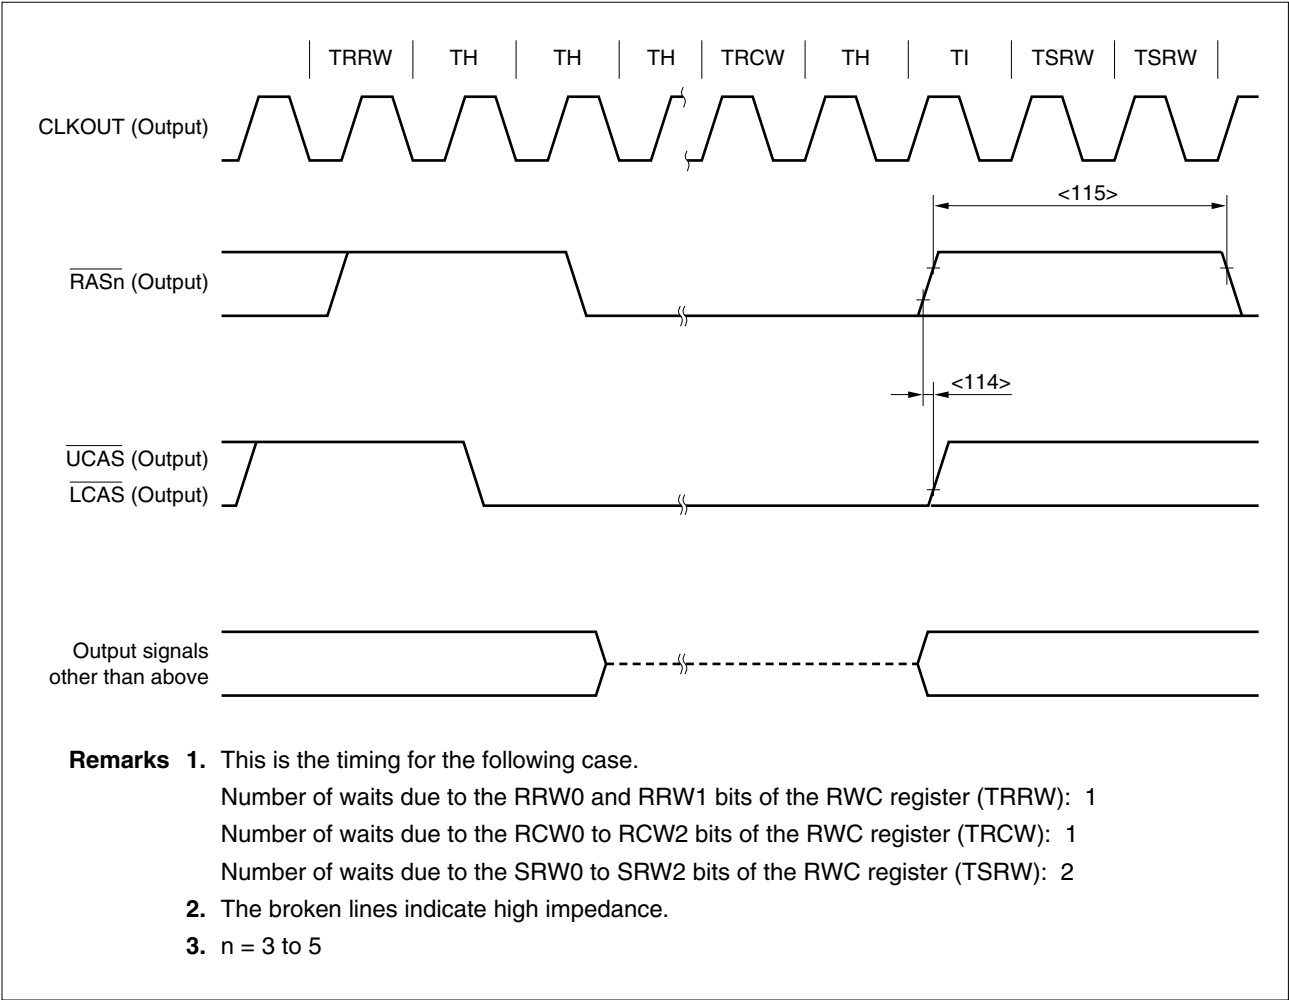 TRRW TH TH TH TRCW TH TI TSRW TSRW
CLKOUT (Output)
<115>
RASn (Output)
<114>
UCAS (Output)
LCAS (Output)
Output signals
other than above
Remarks 1. This is the timing for the following case.
Number of waits due to the RRW0 and RRW1 bits of the RWC register (TRRW): 1
Number of waits due to the RCW0 to RCW2 bits of the RWC register (TRCW): 1
Number of waits due to the SRW0 to SRW2 bits of the RWC register (TSRW): 2
2. The broken lines indicate high impedance.
3. n = 3 to 5